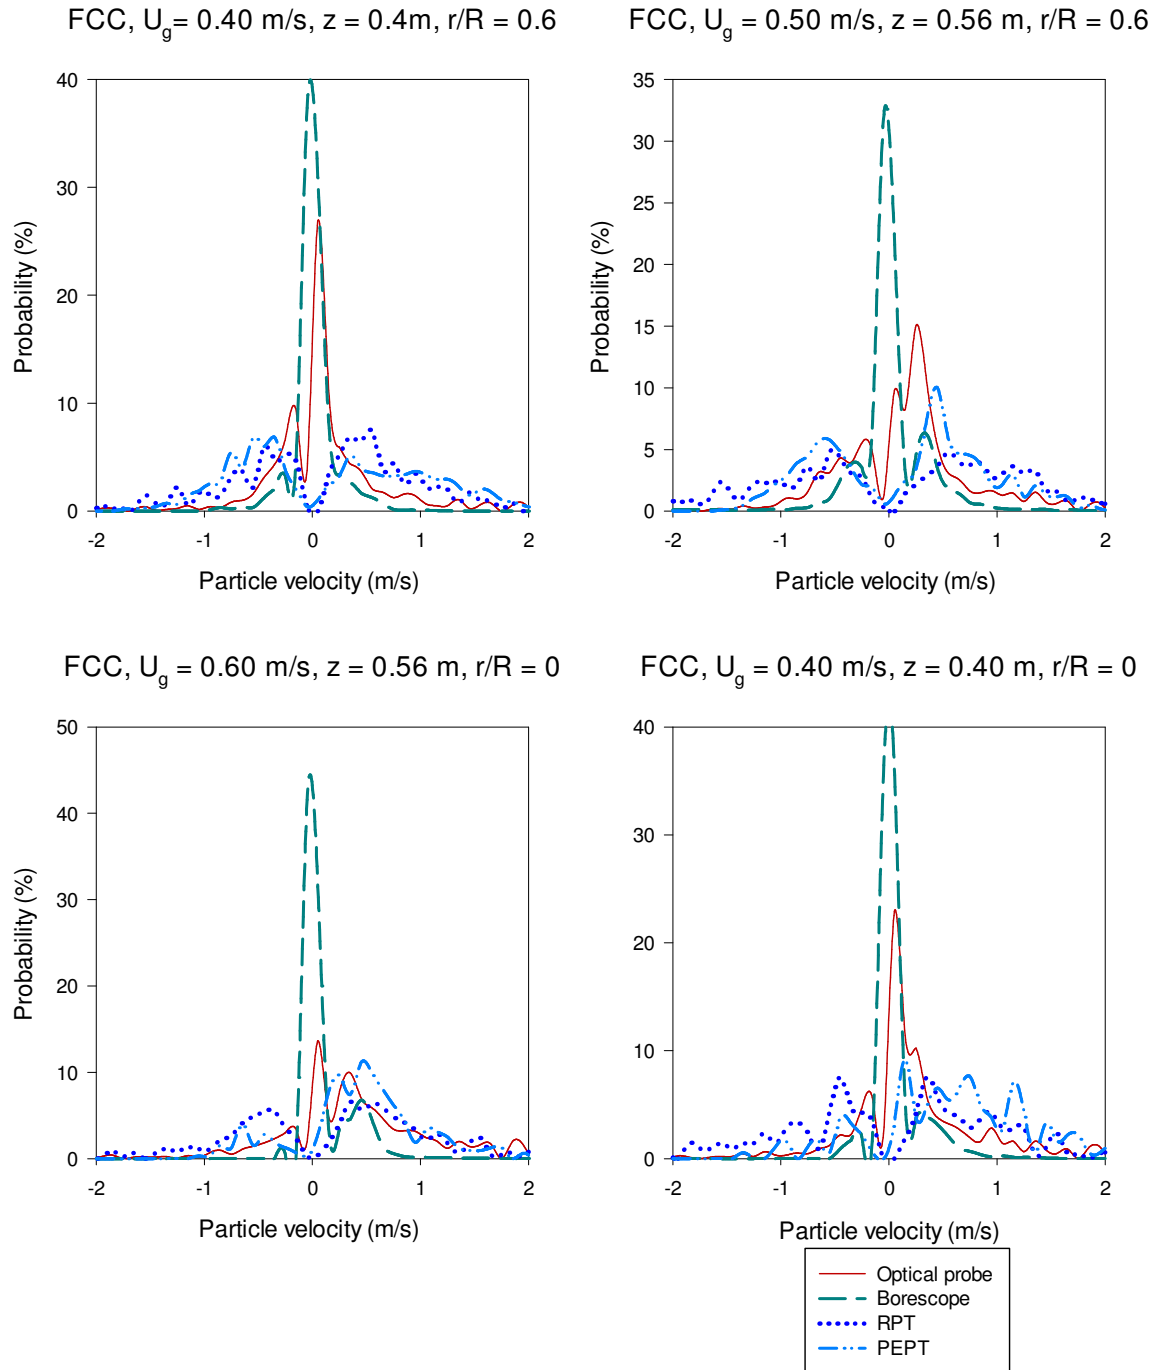 FCC, Ug= 0.40 m/s, z = 0.4m, r/R = 0.6
FCC, Ug = 0.50 m/s, z = 0.56 m, r/R = 0.6
40
30
20
10
0
Probability (%)
-2 -1 0 1 2
Particle velocity (m/s)
35
30
25
20
15
10
5
0
Probability (%)
-2 -1 0 1 2
Particle velocity (m/s)
FCC, Ug = 0.60 m/s, z = 0.56 m, r/R = 0
FCC, Ug = 0.40 m/s, z = 0.40 m, r/R = 0
50
40
30
20
10
0
Probability (%)
-2 -1 0 1 2
Particle velocity (m/s)
40
30
20
10
0
-2 -1 0 1 2
Particle velocity (m/s)
Optical probe
Borescope
RPT
PEPT